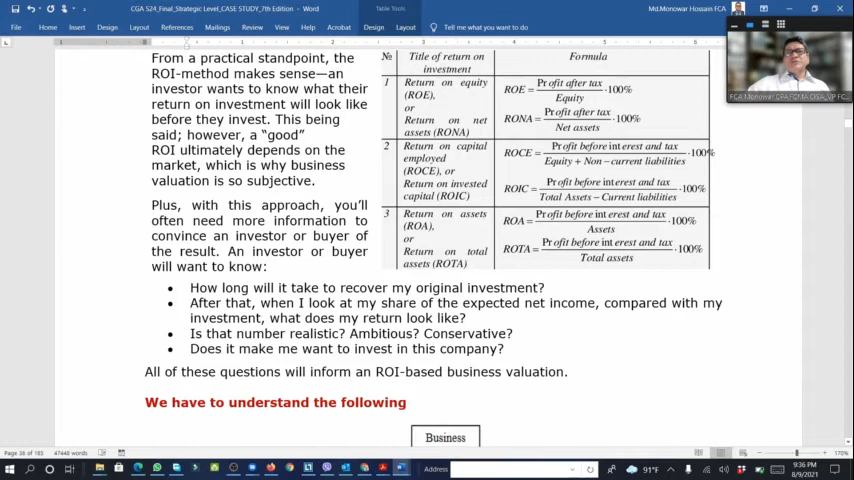 CGA S24_Final_Strategic Level_CASE STUDY_7th Edition - Word
Table Tools
Md.Monowar Hossain FCA
File
Home
Insert
Design
Layout
References
Mailings
Review
View
Help
Acrobat
Design
Layout
Tell me what you want to do
From a practical standpoint, the
ROI-method makes sense—an
investor wants to know what their
return on investment will look like
before they invest. This being
said; however, a “good”
ROI ultimately depends on the
market, which is why business
valuation is so subjective.
Plus, with this approach, you’ll
often need more information to
convince an investor or buyer of
the result. An investor or buyer
will want to know:
№ Title of return on investment Formula
1 Return on equity (ROE), or Return on net assets (RONA)
ROE = Profit after tax / Equity · 100%
RONA = Profit after tax / Net assets · 100%
2 Return on capital employed (ROCE), or Return on invested capital (ROIC)
ROCE = Profit before interest and tax / Equity + Non − current liabilities · 100%
ROIC = Profit before interest and tax / Total Assets − Current liabilities · 100%
3 Return on assets (ROA), or Return on total assets (ROTA)
ROA = Profit before interest and tax / Assets · 100%
ROTA = Profit before interest and tax / Total assets · 100%
• How long will it take to recover my original investment?
• After that, when I look at my share of the expected net income, compared with my
investment, what does my return look like?
• Is that number realistic? Ambitious? Conservative?
• Does it make me want to invest in this company?
All of these questions will inform an ROI-based business valuation.
We have to understand the following
Business
FCA Monowar CPA FCMA CISA_VP FC...
Page 36 of 185
47448 words
170%
Address
91°F
9:36 PM
8/9/2021